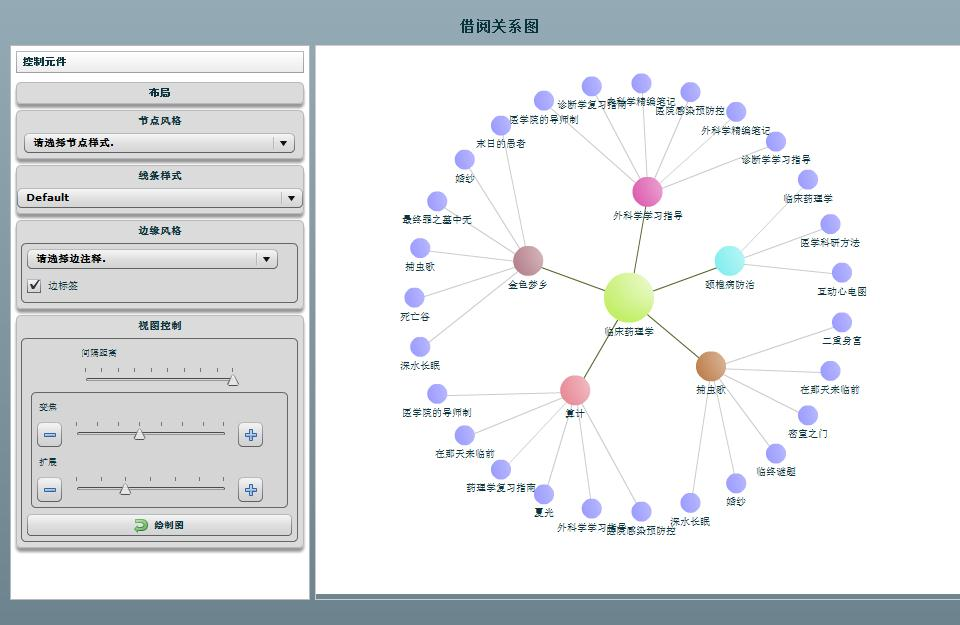 借阅关系图
控制元件
布局
节点风格
请选择节点样式.
线条样式
Default
边缘风格
请选择边注释.
边标签
视图控制
间隔距离
变焦
扩展
绘制图
诊断学复习指南
内科学精编笔记
医院感染预防控
医学院的导师制
外科学精编笔记
末日的愚者
诊断学学习指导
婚纱
临床药理学
最终罪之墓中无
外科学学习指导
医学科研方法
捕虫歌
金色梦乡
颈椎病防治
互动心电图
死亡谷
临床药理学
二重身宫
深水长眠
捕虫歌
在那天来临前
医学院的导师制
算计
密室之门
在那天来临前
临终谜题
药理学复习指南
婚纱
夏光
外科学学习指导
医院感染预防控
深水长眠